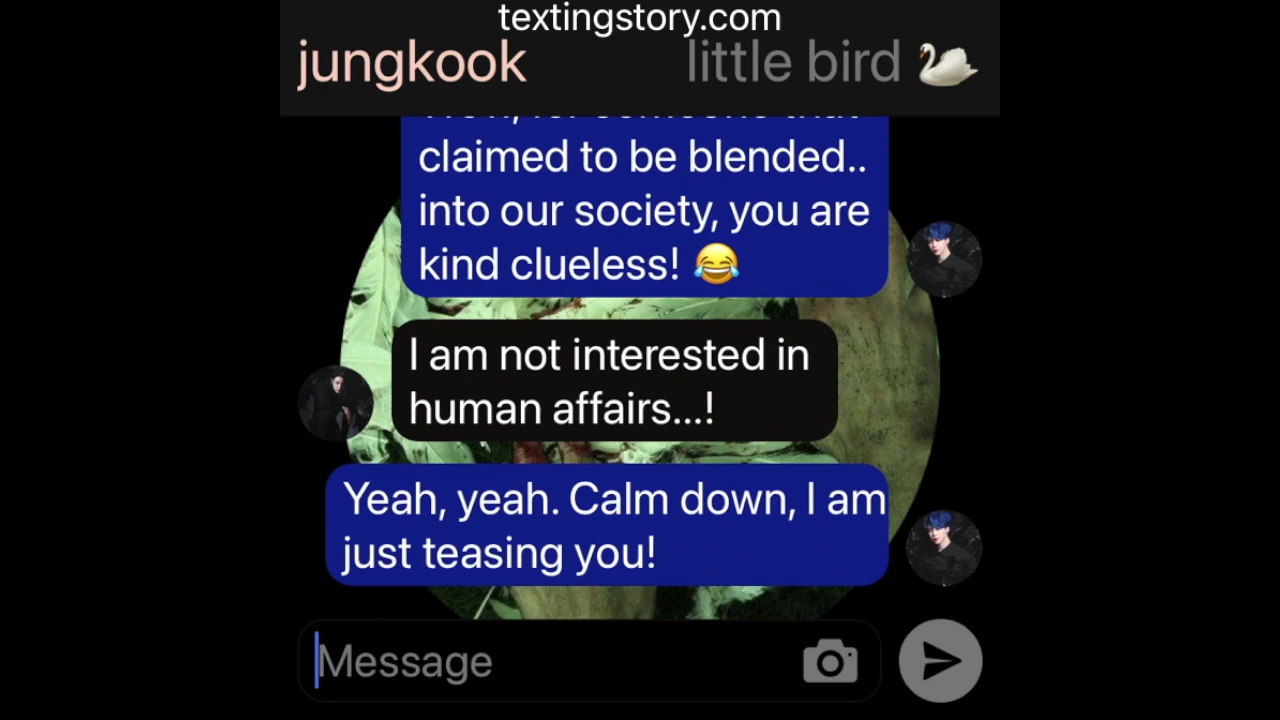 textingstory.com
jungkook little bird 🦢
claimed to be blended..
into our society, you are
kind clueless! 😂
I am not interested in
human affairs...!
Yeah, yeah. Calm down, I am
just teasing you!
Message